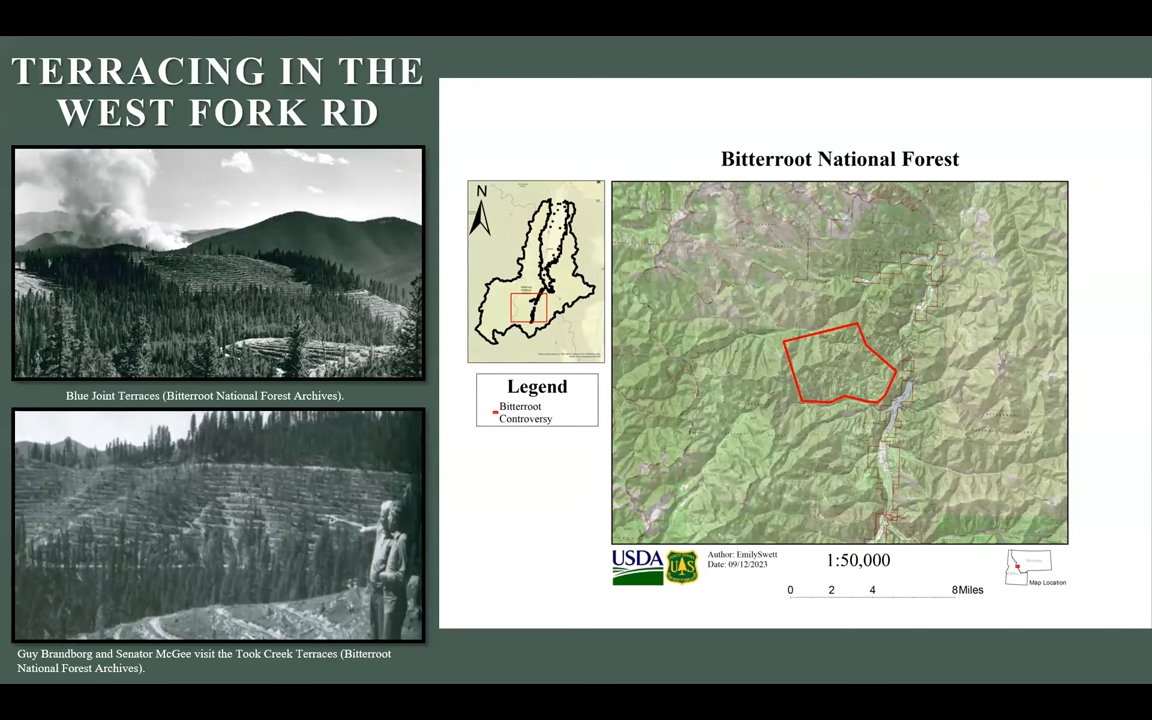 TERRACING IN THE
WEST FORK RD
Blue Joint Terraces (Bitterroot National Forest Archives).
Guy Brandborg and Senator McGee visit the Took Creek Terraces (Bitterroot
National Forest Archives).
Bitterroot National Forest
N
Legend
Bitterroot
Controversy
USDA
UAS
Author: EmilySwett
Date: 09/12/2023
1:50,000
0 2 4 8Miles
Map Location